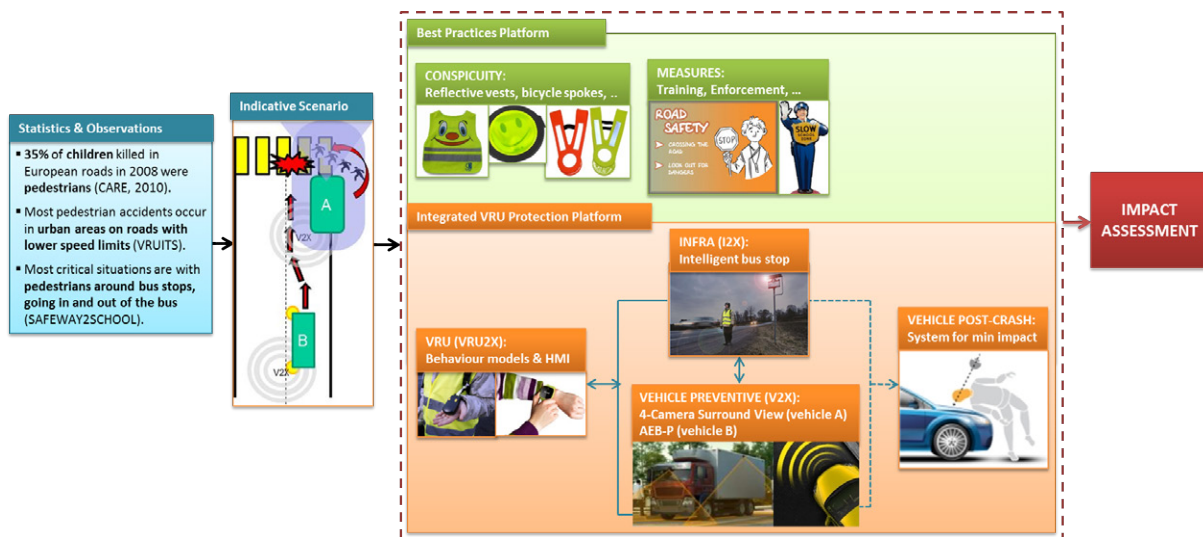 Statistics & Observations
▪ 35% of children killed in
European roads in 2008 were
pedestrians (CARE, 2010).
▪ Most pedestrian accidents occur
in urban areas on roads with
lower speed limits (VRUITS).
▪ Most critical situations are with
pedestrians around bus stops,
going in and out of the bus
(SAFEWAY2SCHOOL).
Indicative Scenario
A
V2X
B
V2X
Best Practices Platform
CONSPICUITY:
Reflective vests, bicycle spokes, ..
MEASURES:
Training, Enforcement, ...
ROAD
SAFETY
CROSSING THE
ROAD
LOOK OUT FOR
DANGERS
STOP!
SLOW
SCHOOL
ZONE
Integrated VRU Protection Platform
INFRA (I2X):
Intelligent bus stop
VRU (VRU2X):
Behaviour models & HMI
VEHICLE PREVENTIVE (V2X):
4-Camera Surround View (vehicle A)
AEB-P (vehicle B)
VEHICLE POST-CRASH:
System for min impact
IMPACT
ASSESSMENT